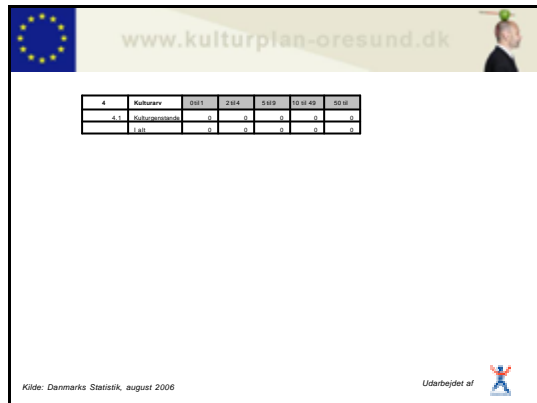 www.kulturplan-oresund.dk
4 Kulturarv 0 til 1 2 til 4 5 til 9 10 til 49 50 til
4.1 Kulturgenstande 0 0 0 0 0
I alt 0 0 0 0 0
Kilde: Danmarks Statistik, august 2006
Udarbejdet af